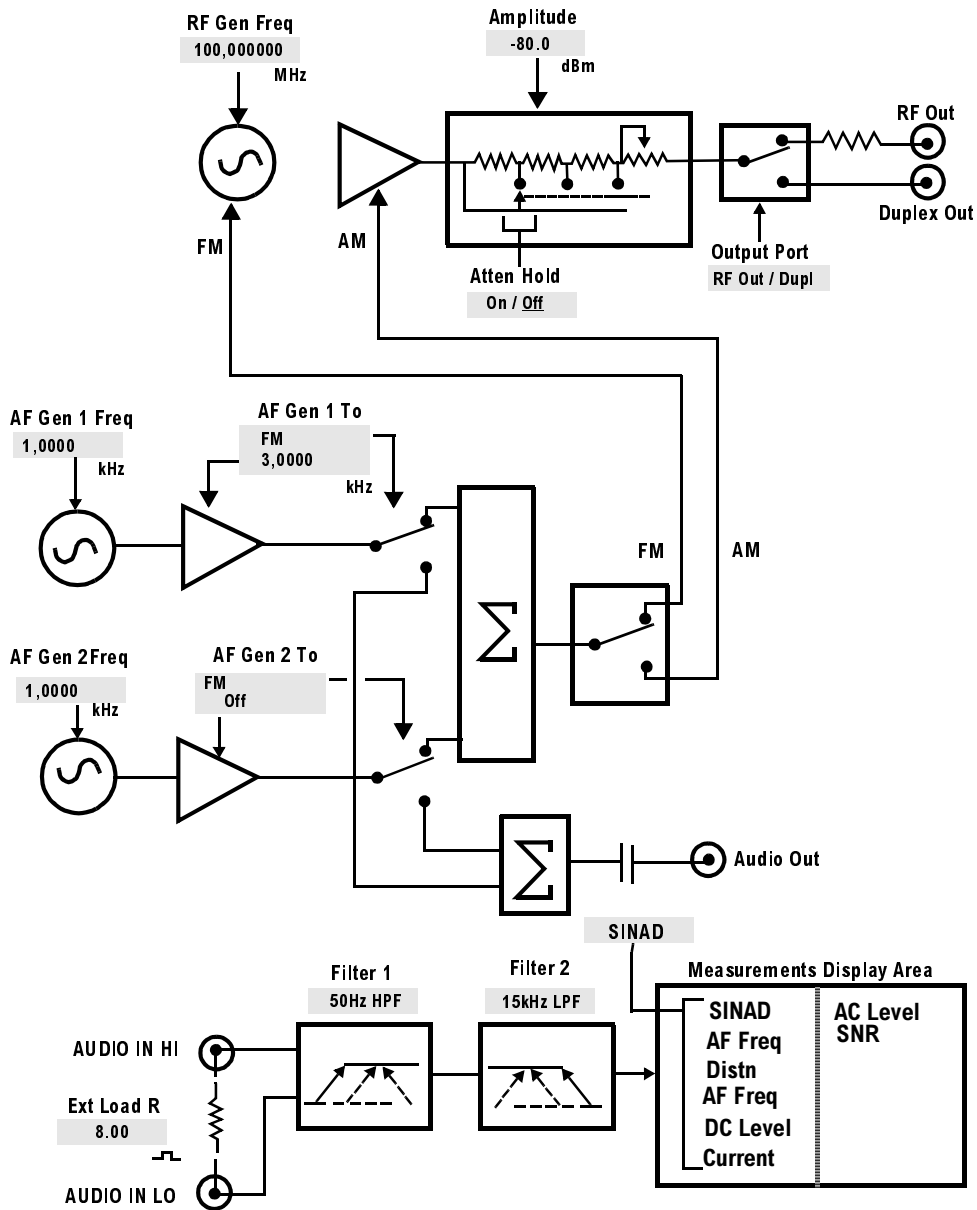 RF Gen Freq
100,000000
MHz
Amplitude
-80.0
dBm
RF Out
Duplex Out
FM
AM
Atten Hold
On / Off
Output Port
RF Out / Dupl
AF Gen 1 Freq
1,0000
kHz
AF Gen 1 To
FM
3,0000
kHz
FM
AM
Σ
AF Gen 2Freq
1,0000
kHz
AF Gen 2 To
FM
Off
Σ
Audio Out
SINAD
Filter 1
50Hz HPF
Filter 2
15kHz LPF
Measurements Display Area
SINAD
AF Freq
Distn
AF Freq
DC Level
Current
AC Level
SNR
AUDIO IN HI
Ext Load R
8.00
AUDIO IN LO